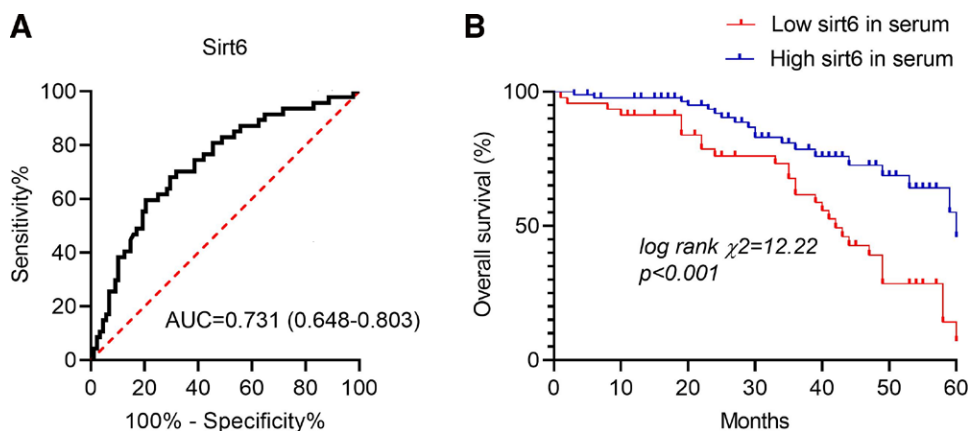 A
Sirt6
100
80
60
40
20
0
Sensitivity%
AUC=0.731 (0.648-0.803)
0 20 40 60 80 100
100% - Specificity%
B
Low sirt6 in serum
High sirt6 in serum
100
50
0
Overall survival (%)
log rank χ2=12.22
p<0.001
0 10 20 30 40 50 60
Months